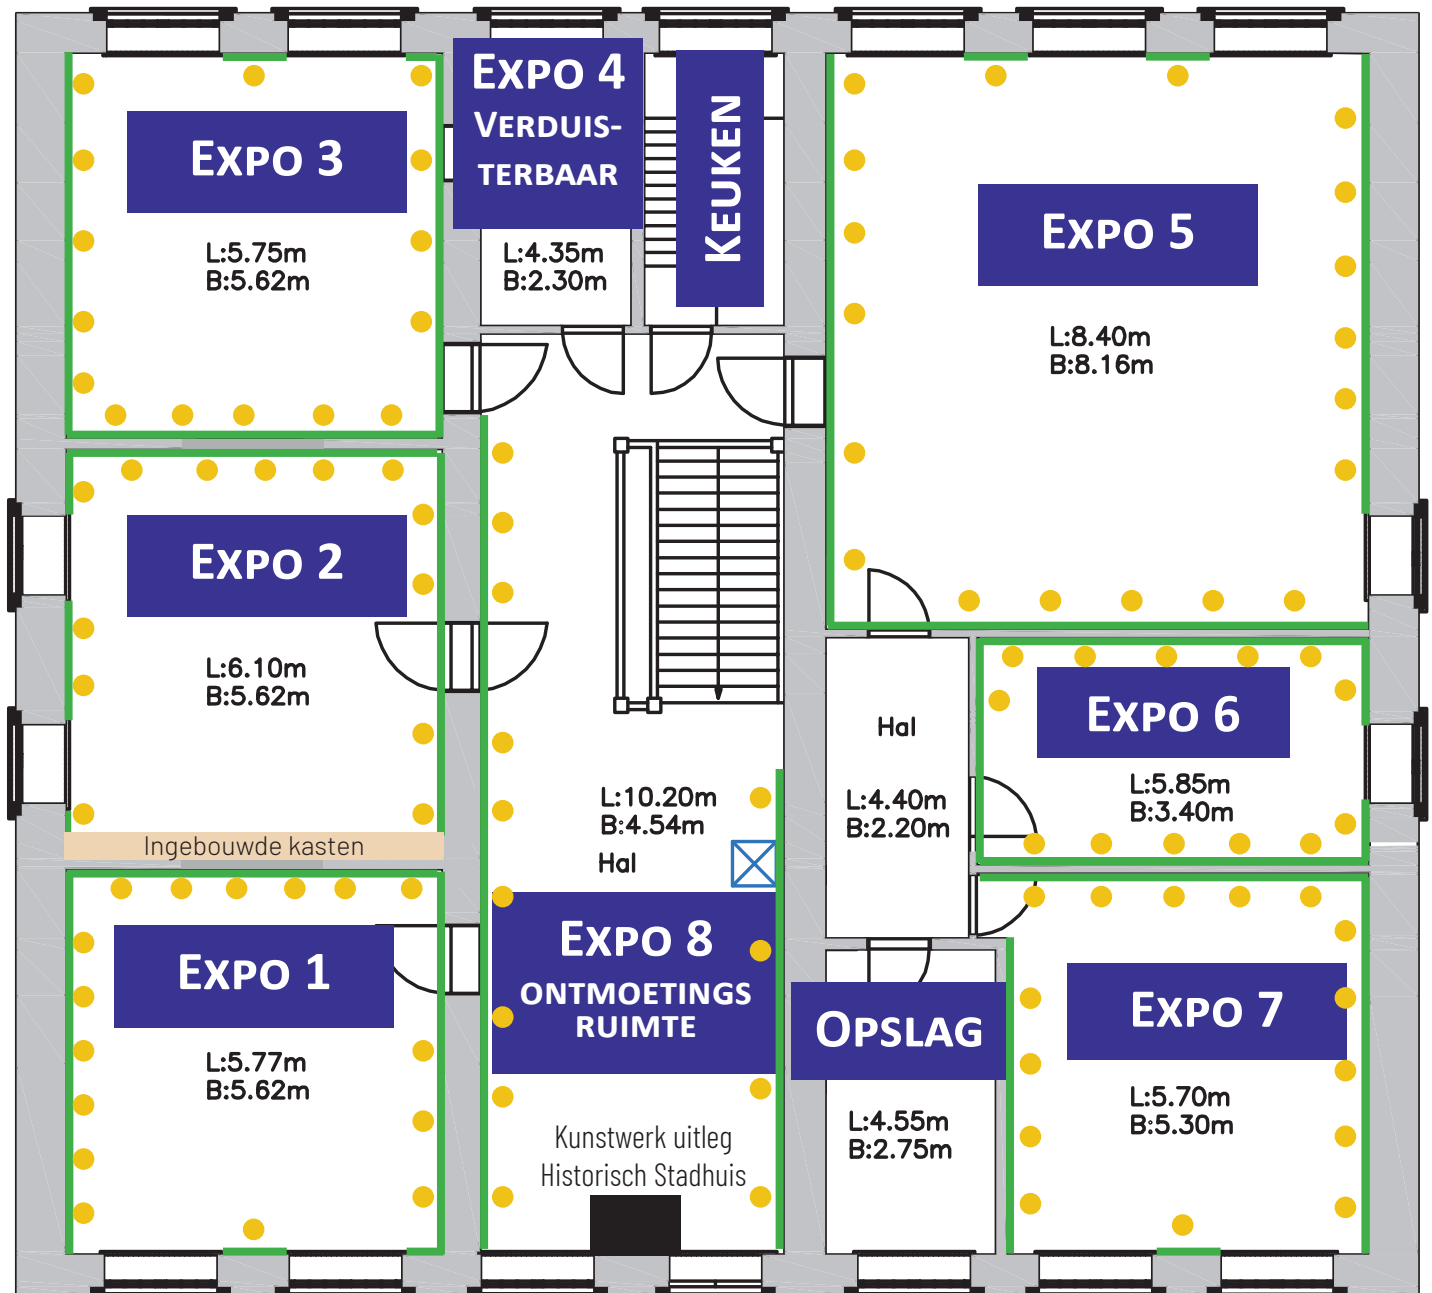 Expo 3
L:5.75m
B:5.62m
Expo 4
Verduis-
terbaar
L:4.35m
B:2.30m
Keuken
Expo 5
L:8.40m
B:8.16m
Expo 2
L:6.10m
B:5.62m
Ingebouwde kasten
Expo 1
L:5.77m
B:5.62m
L:10.20m
B:4.54m
Hal
Expo 8
ontmoetings
ruimte
Kunstwerk uitleg
Historisch Stadhuis
Hal
L:4.40m
B:2.20m
Expo 6
L:5.85m
B:3.40m
Opslag
L:4.55m
B:2.75m
Expo 7
L:5.70m
B:5.30m